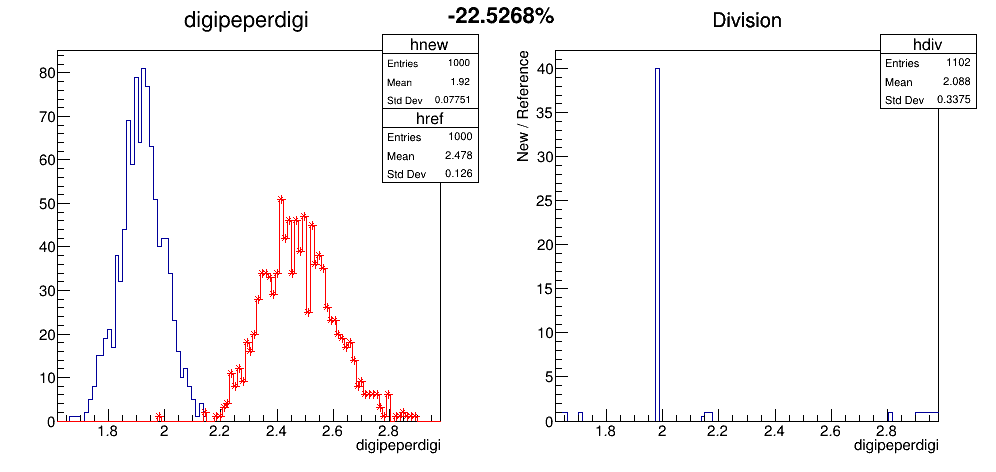 digipeperdigi
-22.5268%
Division
hnew
Entries 1000
Mean 1.92
Std Dev 0.07751
href
Entries 1000
Mean 2.478
Std Dev 0.126
80
70
60
50
40
30
20
10
0
1.8 2 2.2 2.4 2.6 2.8
digipeperdigi
hdiv
Entries 1102
Mean 2.088
Std Dev 0.3375
New / Reference
40
35
30
25
20
15
10
5
0
1.8 2 2.2 2.4 2.6 2.8
digipeperdigi